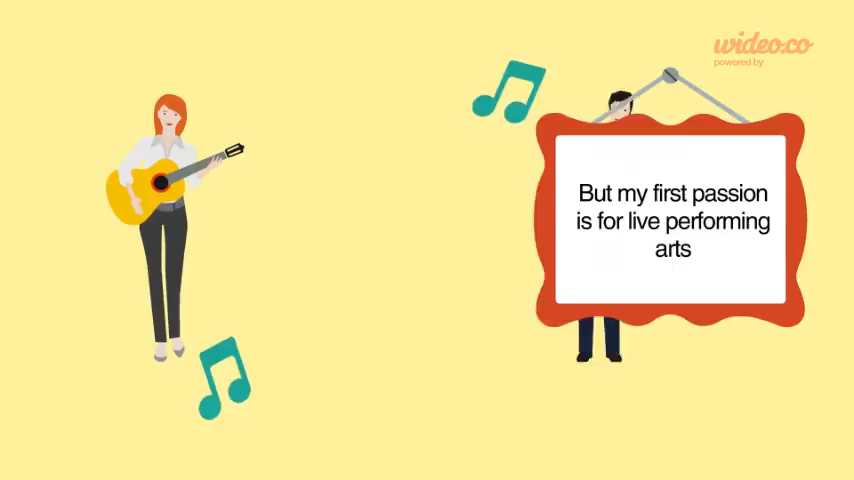 wideo.co
powered by
But my first passion
is for live performing
arts